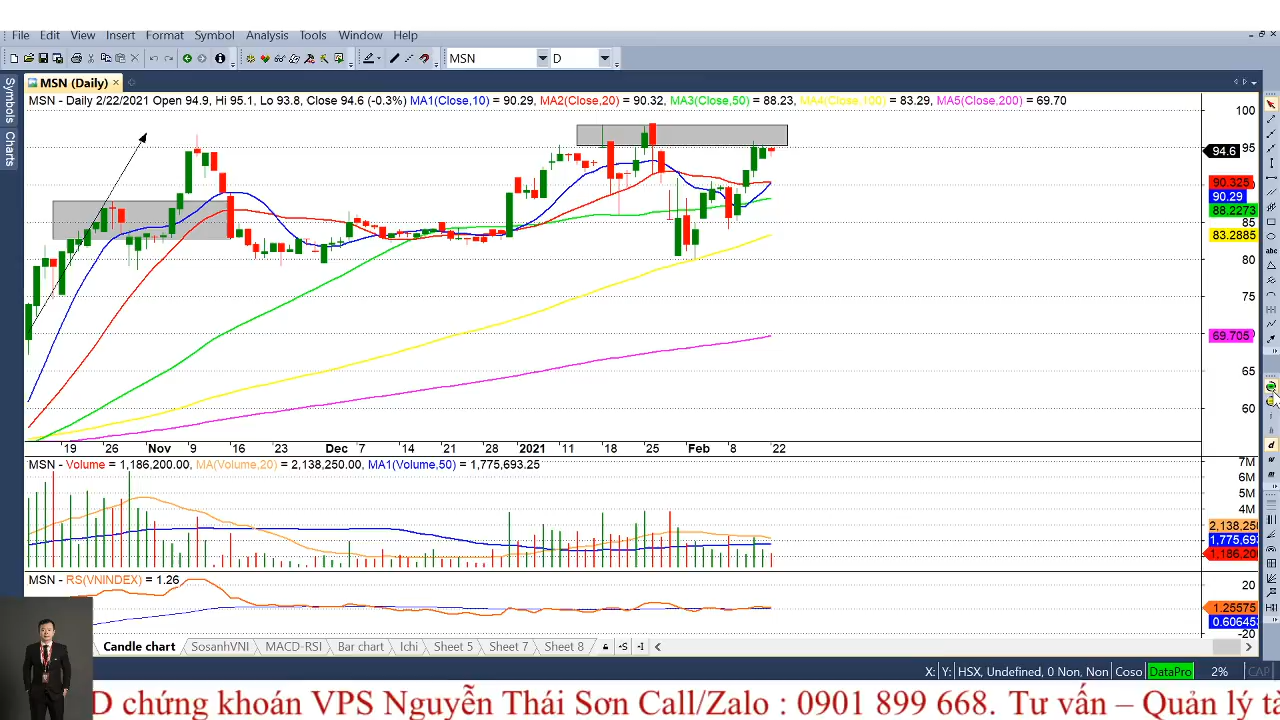 File Edit View Insert Format Symbol Analysis Tools Window Help
MSN D
MSN (Daily)
Symbols
Charts
MSN - Daily 2/22/2021 Open 94.9, Hi 95.1, Lo 93.8, Close 94.6 (-0.3%) MA1(Close,10) = 90.29, MA2(Close,20) = 90.32, MA3(Close,50) = 88.23, MA4(Close,100) = 83.29, MA5(Close,200) = 69.70
100
95
94.6
90.325
90.29
88.2273
85
83.2885
80
75
69.705
65
60
19 26 Nov 9 16 23 Dec 7 14 21 28 2021 11 18 25 Feb 8 22
MSN - Volume = 1,186,200.00, MA(Volume,20) = 2,138,250.00, MA1(Volume,50) = 1,775,693.25
7M
6M
5M
4M
2,138,250
1,775,693
1,186,20
MSN - RS(VNINDEX) = 1.26
20
1.25575
0.60645
-20
Candle chart SosanhVNI MACD-RSI Bar chart Ichi Sheet 5 Sheet 7 Sheet 8
X: Y: HSX, Undefined, 0 Non, Non Coso DataPro 2% CAP
D chứng khoán VPS Nguyễn Thái Sơn Call/Zalo : 0901 899 668. Tư vấn – Quản lý tà